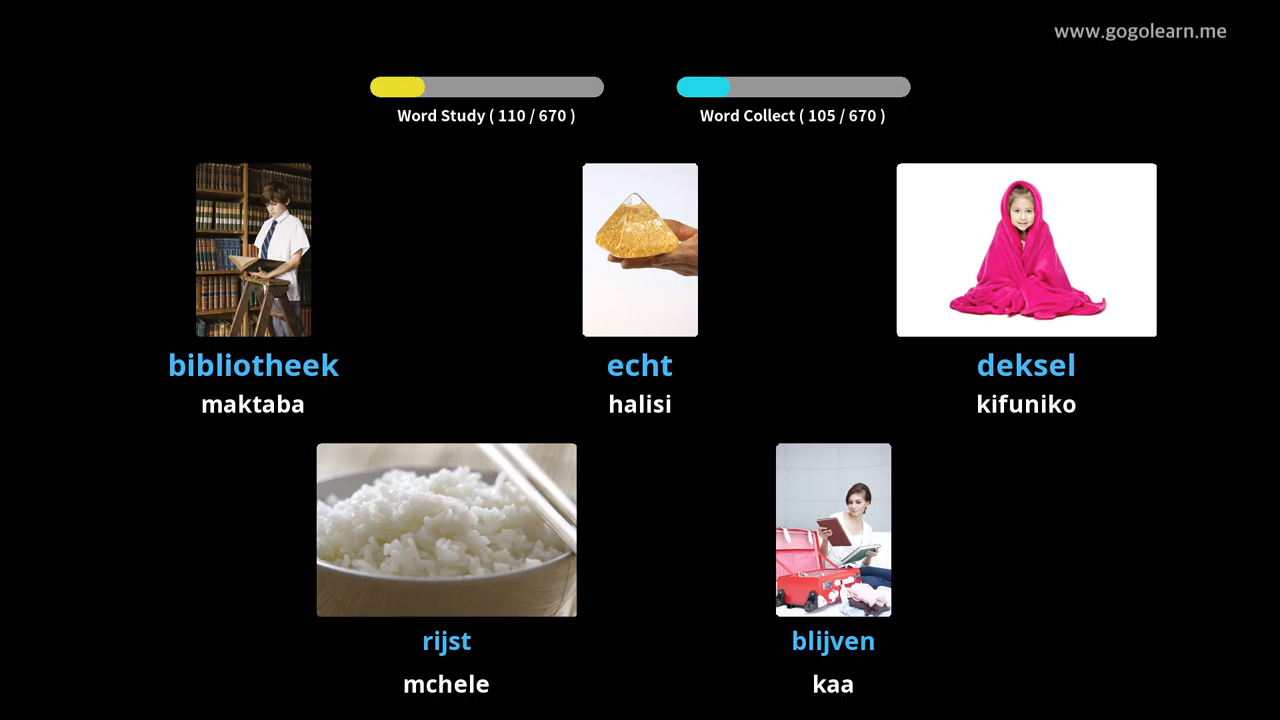 www.gogolearn.me
Word Study ( 110 / 670 )
Word Collect ( 105 / 670 )
bibliotheek
maktaba
echt
halisi
deksel
kifuniko
rijst
mchele
blijven
kaa